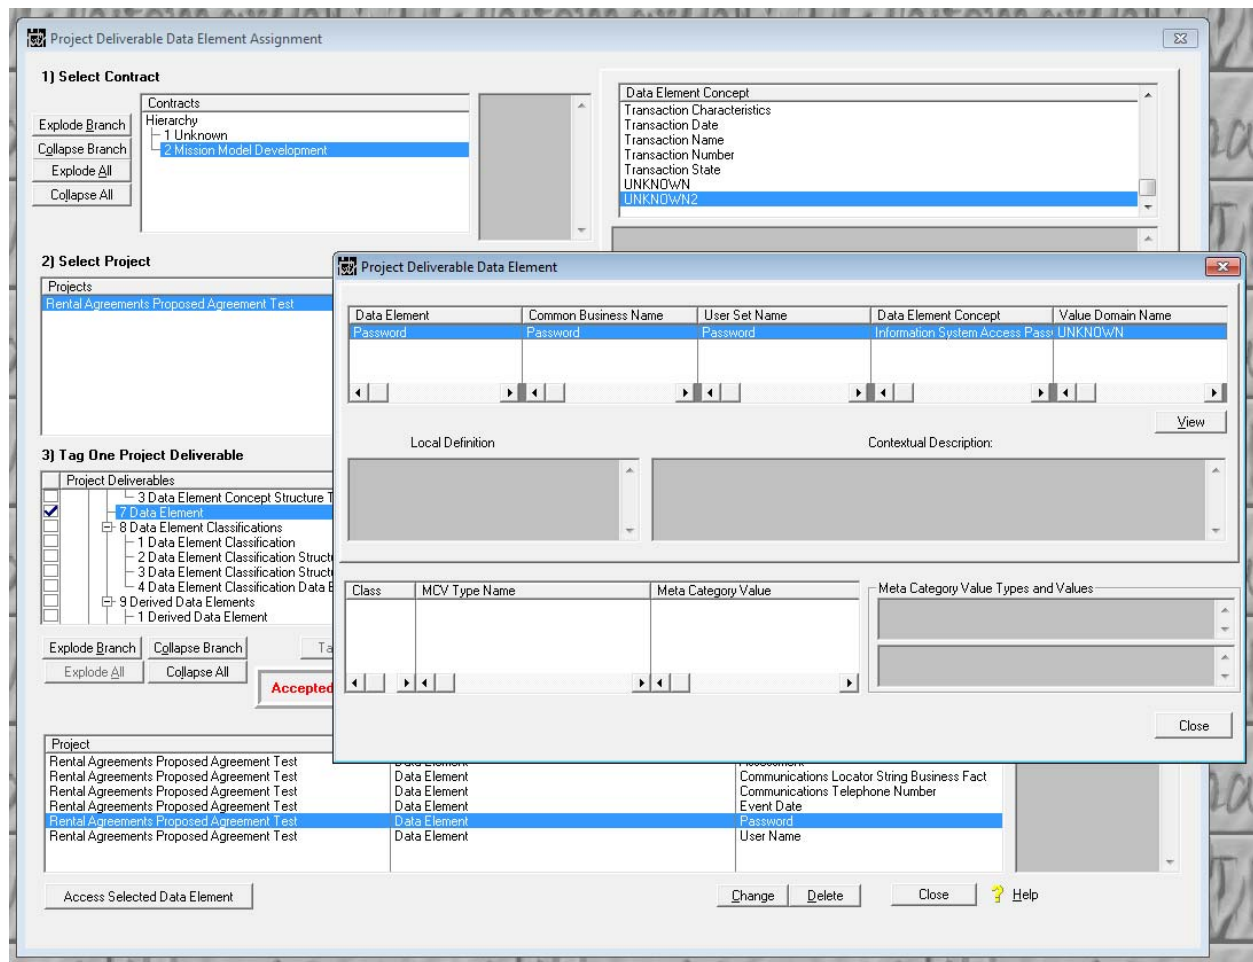 Project Deliverable Data Element Assignment
1) Select Contract
Explode Branch
Collapse Branch
Explode All
Collapse All
Contracts
Hierarchy
1 Unknown
2 Mission Model Development
Data Element Concept
Transaction Characteristics
Transaction Date
Transaction Name
Transaction Number
Transaction State
UNKNOWN
UNKNOWN2
2) Select Project
Projects
Rental Agreements Proposed Agreement Test
3) Tag One Project Deliverable
Project Deliverables
3 Data Element Concept Structure T
7 Data Element
8 Data Element Classifications
1 Data Element Classification
2 Data Element Classification Struct
3 Data Element Classification Struct
4 Data Element Classification Data E
9 Derived Data Elements
1 Derived Data Element
Explode Branch Collapse Branch Ta
Explode All Collapse All
Accepted
Project Deliverable Data Element
Data Element Common Business Name User Set Name Data Element Concept Value Domain Name
Password Password Password Information System Access Passw UNKNOWN
View
Local Definition Contextual Description:
Class MCV Type Name Meta Category Value
Meta Category Value Types and Values
Close
Project
Rental Agreements Proposed Agreement Test Data Element Assessment
Rental Agreements Proposed Agreement Test Data Element Communications Locator String Business Fact
Rental Agreements Proposed Agreement Test Data Element Communications Telephone Number
Rental Agreements Proposed Agreement Test Data Element Event Date
Rental Agreements Proposed Agreement Test Data Element Password
Rental Agreements Proposed Agreement Test Data Element User Name
Access Selected Data Element Change Delete Close Help